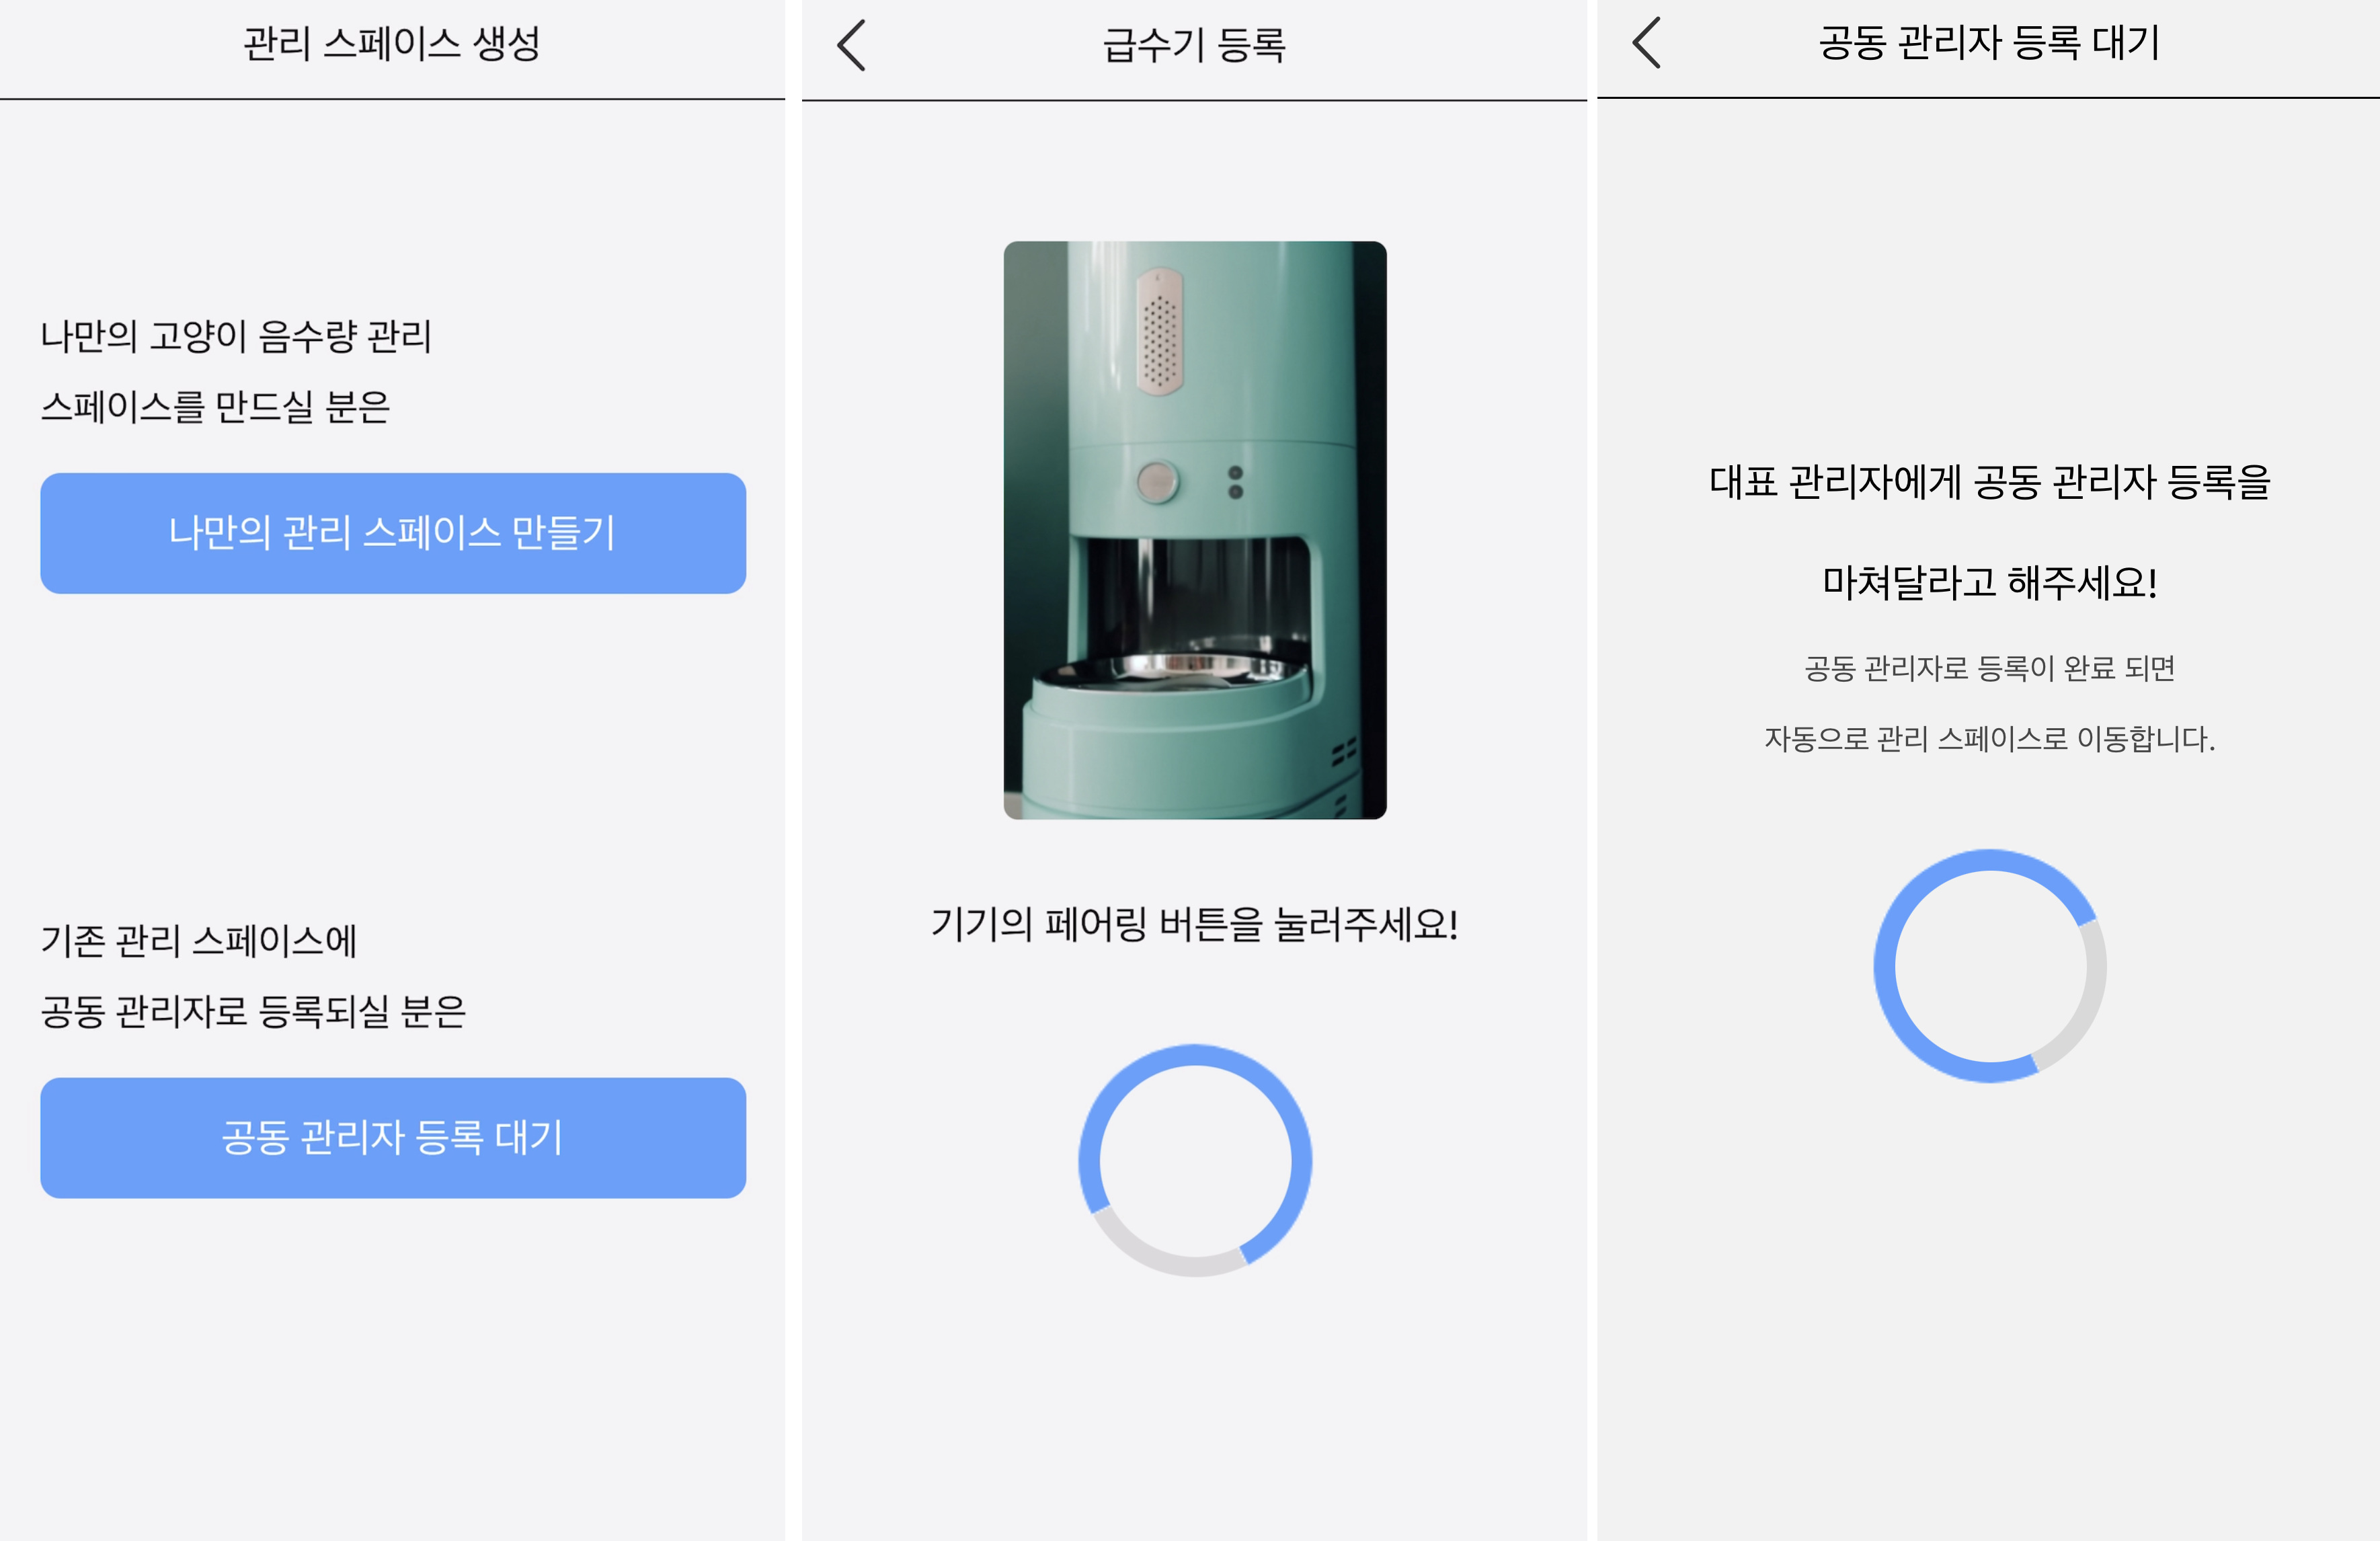 관리 스페이스 생성
나만의 고양이 음수량 관리
스페이스를 만드실 분은
나만의 관리 스페이스 만들기
기존 관리 스페이스에
공동 관리자로 등록되실 분은
공동 관리자 등록 대기
급수기 등록
기기의 페어링 버튼을 눌러주세요!
공동 관리자 등록 대기
대표 관리자에게 공동 관리자 등록을
마쳐달라고 해주세요!
공동 관리자로 등록이 완료 되면
자동으로 관리 스페이스로 이동합니다.